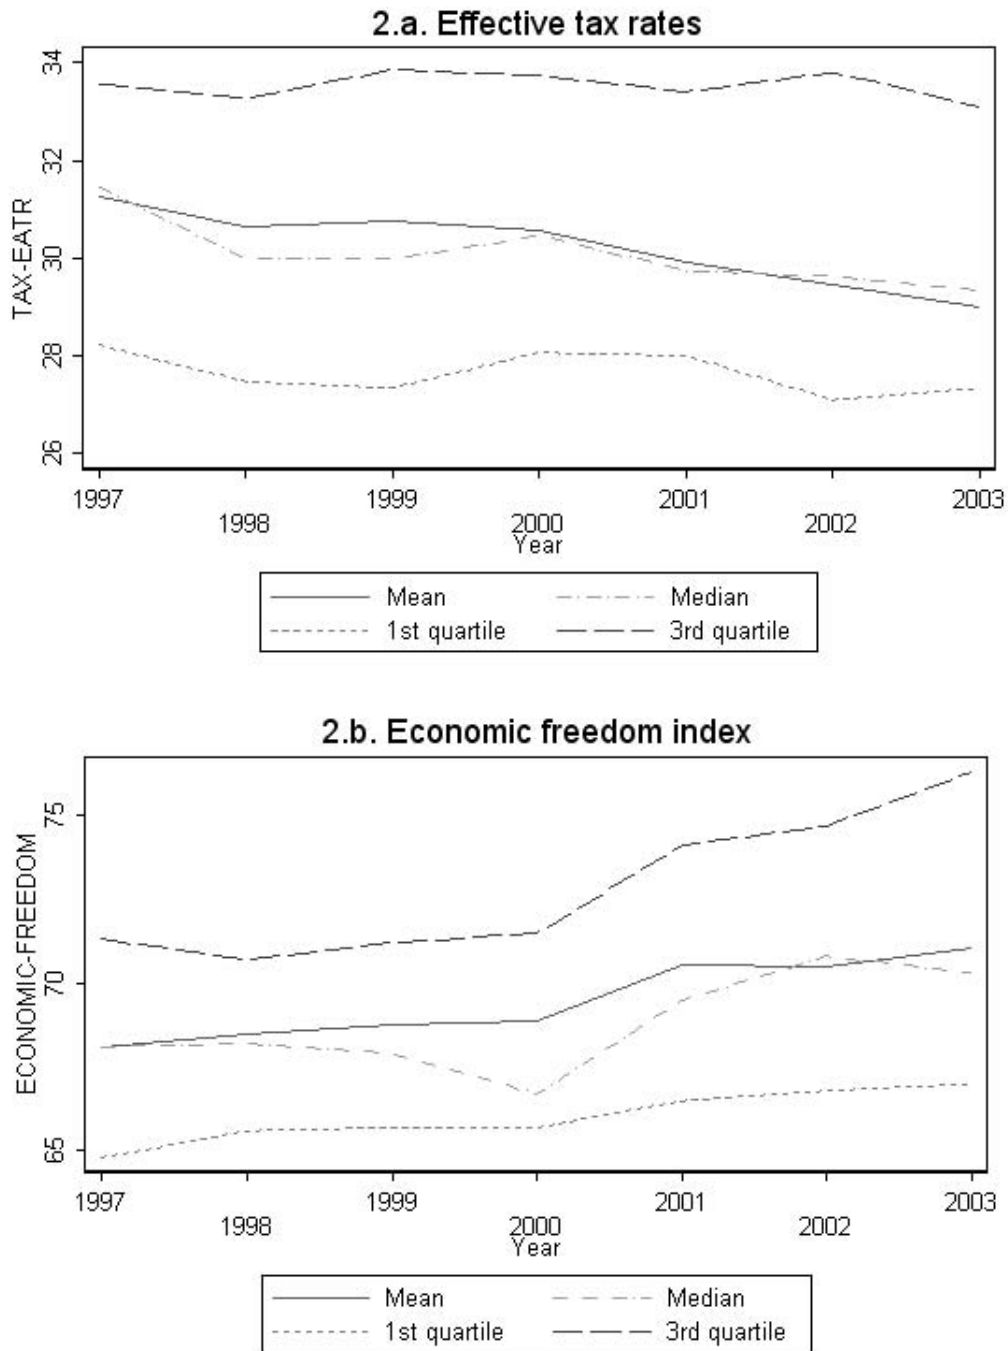 2.a. Effective tax rates
34
32
30
28
26
TAX-EATR
1997 1999 2001 2003
1998 2000 2002
Year
Mean Median
1st quartile 3rd quartile
2.b. Economic freedom index
75
70
65
ECONOMIC-FREEDOM
1997 1999 2001 2003
1998 2000 2002
Year
Mean Median
1st quartile 3rd quartile